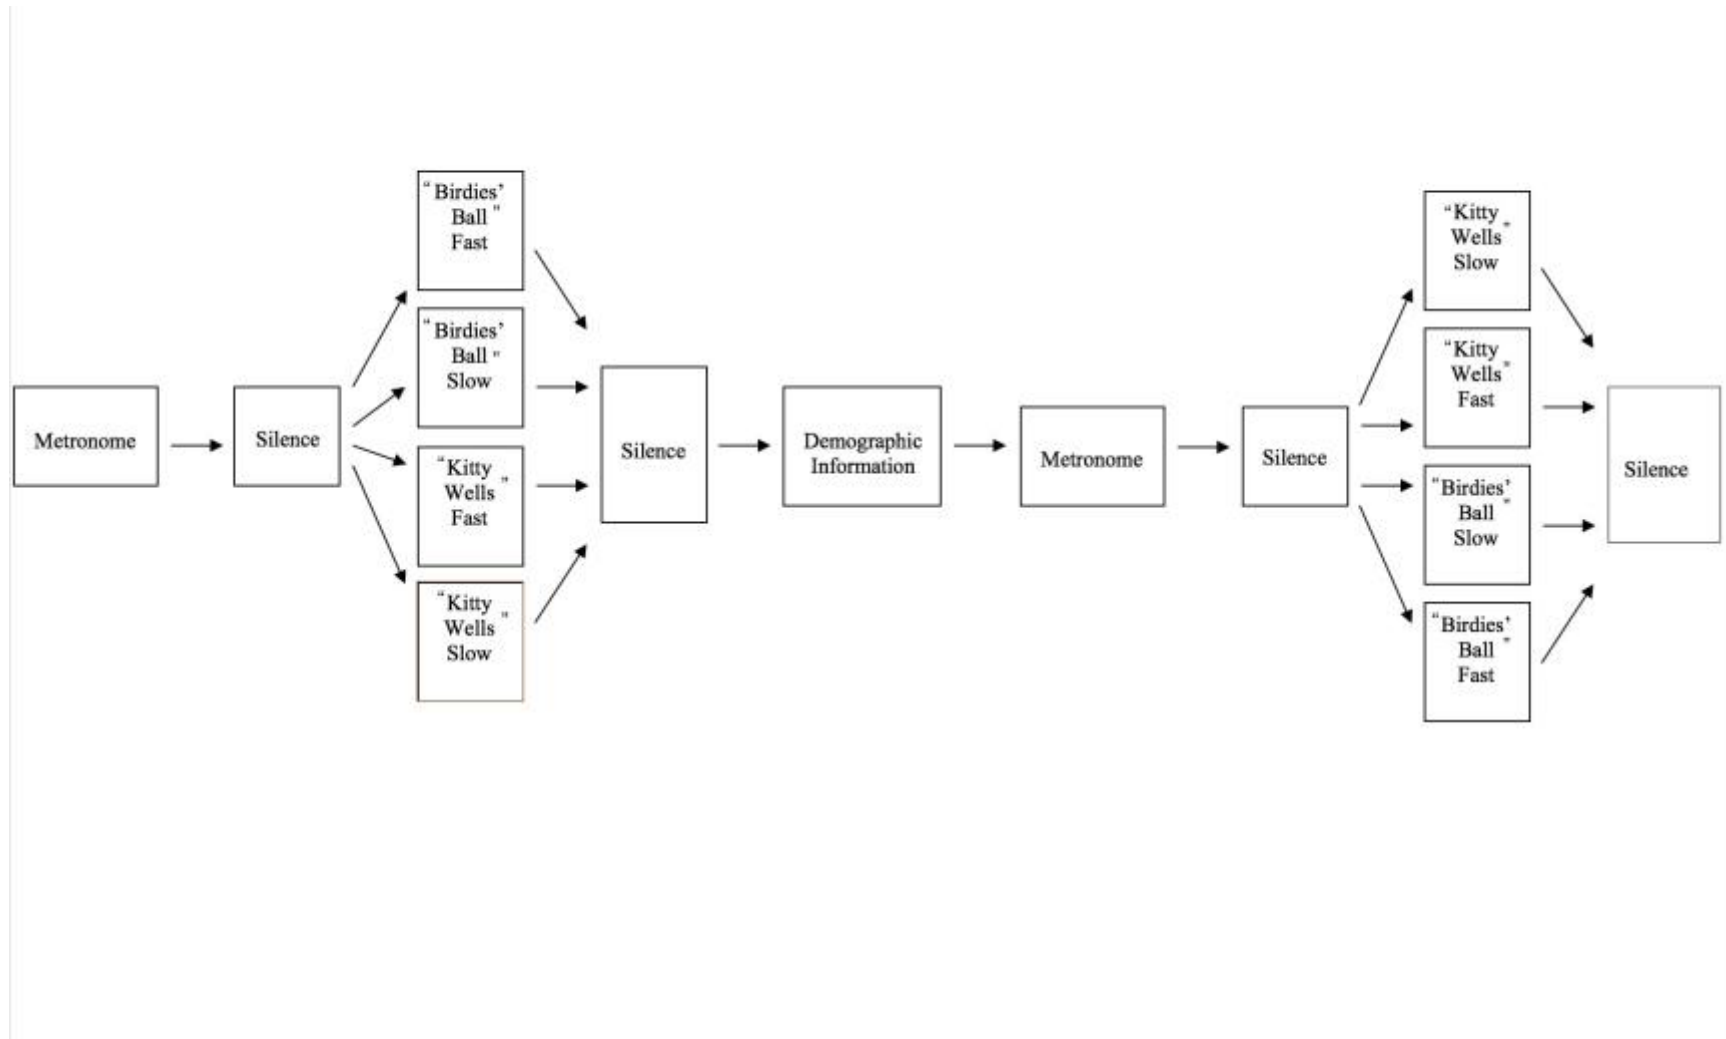 Metronome
Silence
“Birdies’
Ball”
Fast
“Birdies’
Ball”
Slow
“Kitty
Wells”
Fast
“Kitty
Wells”
Slow
Silence
Demographic
Information
Metronome
Silence
“Kitty
Wells”
Slow
“Kitty
Wells”
Fast
“Birdies’
Ball”
Slow
“Birdies’
Ball”
Fast
Silence